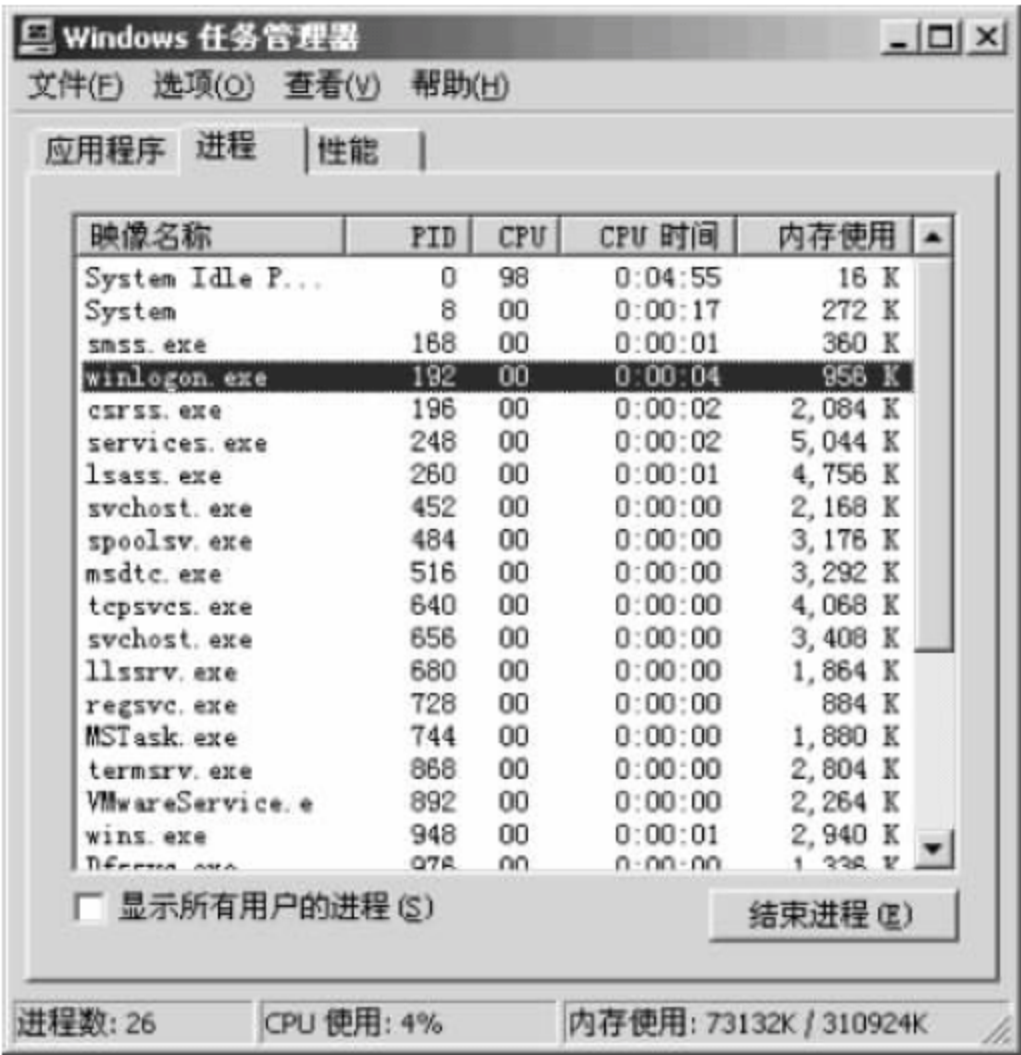 Windows 任务管理器
文件(F) 选项(O) 查看(V) 帮助(H)
应用程序 进程 性能
映像名称 PID CPU CPU 时间 内存使用
System Idle P... 0 98 0:04:55 16 K
System 8 00 0:00:17 272 K
smss.exe 168 00 0:00:01 360 K
winlogon.exe 192 00 0:00:04 956 K
csrss.exe 196 00 0:00:02 2,084 K
services.exe 248 00 0:00:02 5,044 K
lsass.exe 260 00 0:00:01 4,756 K
svchost.exe 452 00 0:00:00 2,168 K
spoolsv.exe 484 00 0:00:00 3,176 K
msdtc.exe 516 00 0:00:00 3,292 K
tcpsvcs.exe 640 00 0:00:00 4,068 K
svchost.exe 656 00 0:00:00 3,408 K
llssrv.exe 680 00 0:00:00 1,864 K
regsvc.exe 728 00 0:00:00 884 K
MSTask.exe 744 00 0:00:00 1,880 K
termsrv.exe 868 00 0:00:00 2,804 K
VMwareService.e 892 00 0:00:00 2,264 K
wins.exe 948 00 0:00:01 2,940 K
976 00 0:00:00 1,336 K
显示所有用户的进程(S)
结束进程(E)
进程数: 26 CPU 使用: 4% 内存使用: 73132K / 310924K